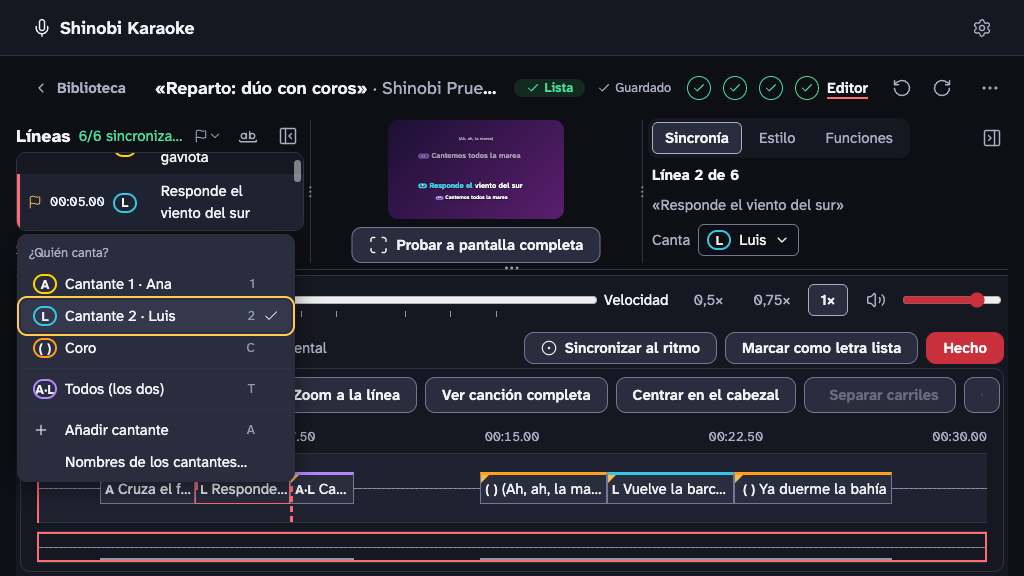 Shinobi Karaoke
Biblioteca
«Reparto: dúo con coros» · Shinobi Prue...
Lista
Guardado
Editor
Líneas 6/6 sincroniza...
ab
gaviota
00:05.00 L Responde el
viento del sur
¿Quién canta?
A Cantante 1 · Ana 1
L Cantante 2 · Luis 2
( ) Coro C
A·L Todos (los dos) T
+ Añadir cantante A
Nombres de los cantantes...
(Ah, ah, la marea)
Cantemos todos la marea
Responde el viento del sur
Cantemos todos la marea
Probar a pantalla completa
Sincronía
Estilo
Funciones
Línea 2 de 6
«Responde el viento del sur»
Canta L Luis
Velocidad 0,5× 0,75× 1×
ental
Sincronizar al ritmo
Marcar como letra lista
Hecho
Zoom a la línea
Ver canción completa
Centrar en el cabezal
Separar carriles
.50 00:15.00 00:22.50 00:30.00
A Cruza el f...
L Responde...
A·L Ca...
( ) (Ah, ah, la ma...
L Vuelve la barc...
( ) Ya duerme la bahía